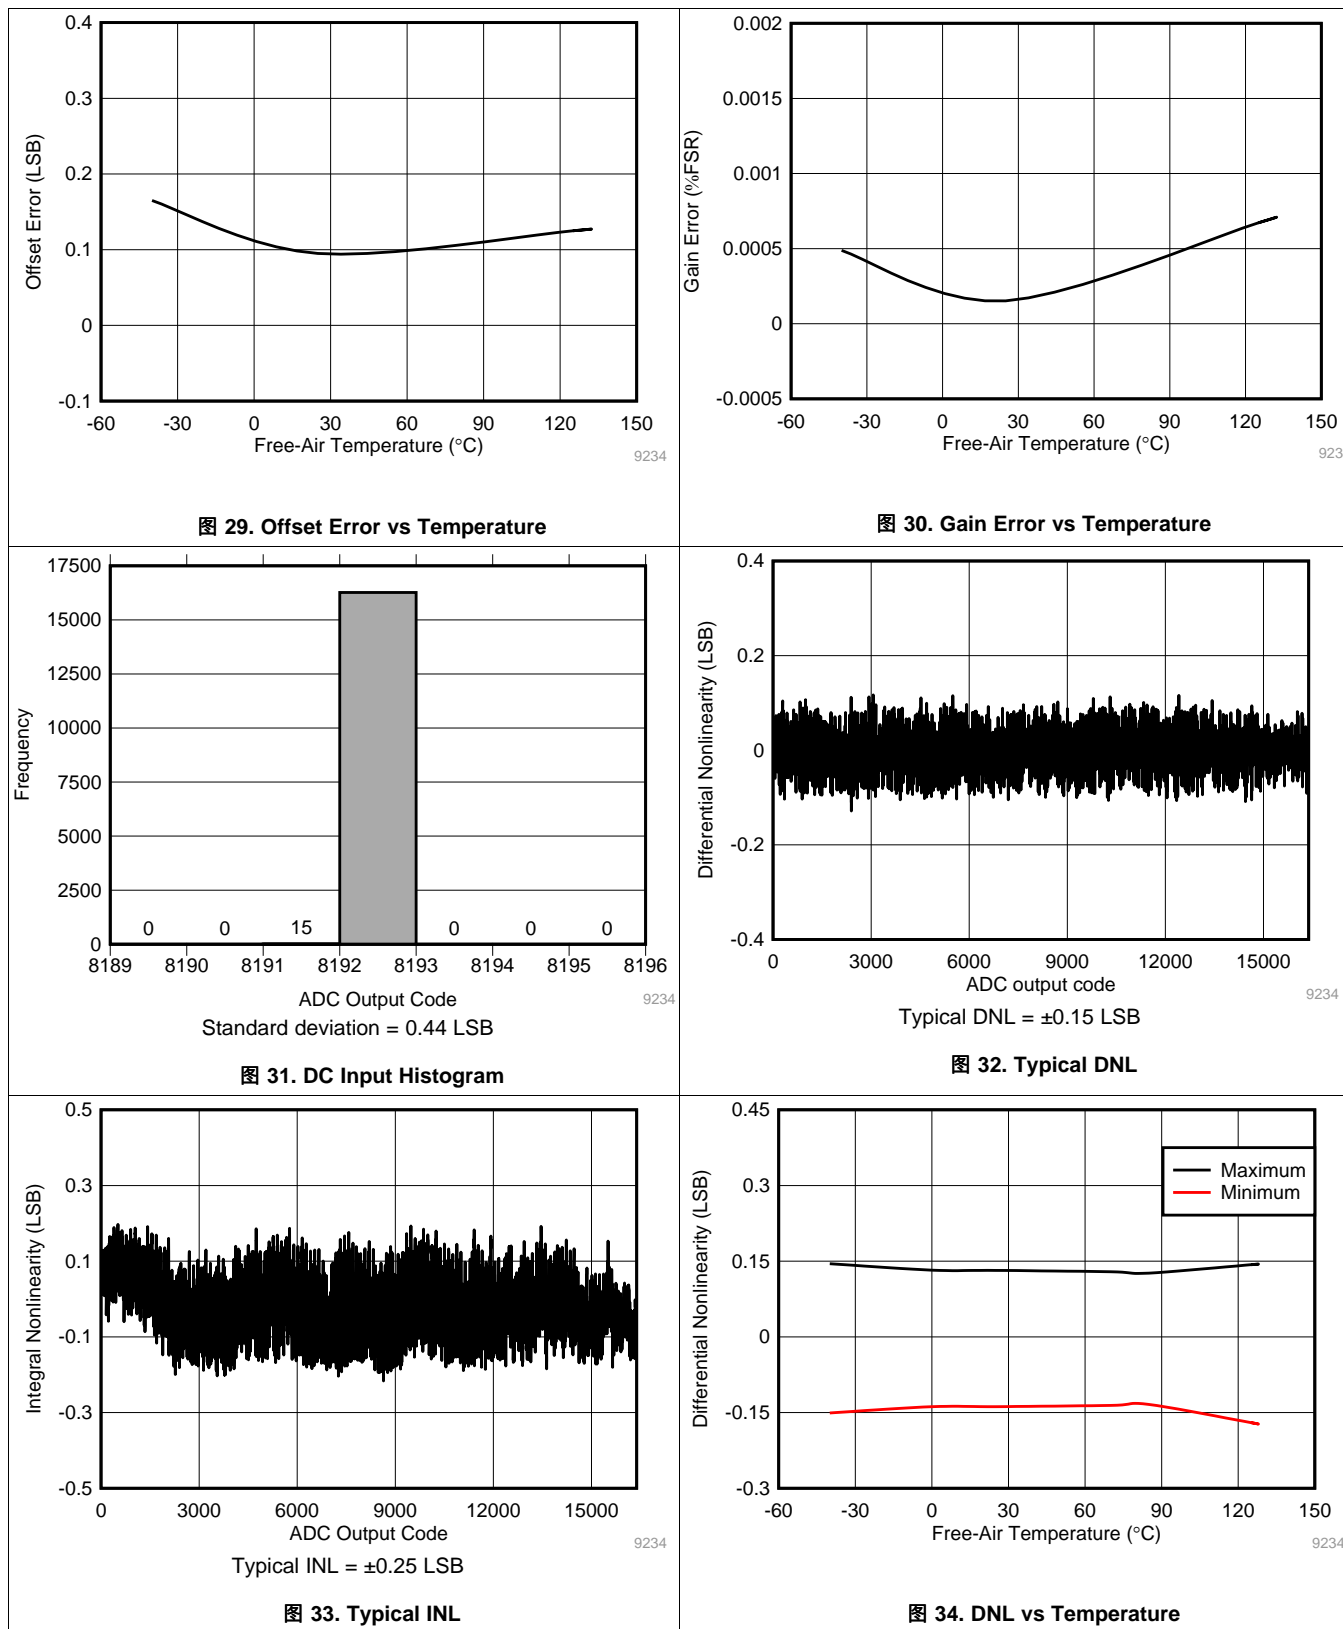 0.4
0.3
0.2
0.1
0
-0.1
Offset Error (LSB)
-60 -30 0 30 60 90 120 150
Free-Air Temperature (°C)
9234
图 29. Offset Error vs Temperature
0.002
0.0015
0.001
0.0005
0
-0.0005
Gain Error (%FSR)
-60 -30 0 30 60 90 120 150
Free-Air Temperature (°C)
923
图 30. Gain Error vs Temperature
17500
15000
12500
10000
7500
5000
2500
0
Frequency
0 0 15 0 0 0
8189 8190 8191 8192 8193 8194 8195 8196
ADC Output Code
9234
Standard deviation = 0.44 LSB
图 31. DC Input Histogram
0.4
0.2
0
-0.2
-0.4
Differential Nonlinearity (LSB)
0 3000 6000 9000 12000 15000
ADC output code
9234
Typical DNL = ±0.15 LSB
图 32. Typical DNL
0.5
0.3
0.1
-0.1
-0.3
-0.5
Integral Nonlinearity (LSB)
0 3000 6000 9000 12000 15000
ADC Output Code
9234
Typical INL = ±0.25 LSB
图 33. Typical INL
0.45
0.3
0.15
0
-0.15
-0.3
Differential Nonlinearity (LSB)
Maximum
Minimum
-60 -30 0 30 60 90 120 150
Free-Air Temperature (°C)
9234
图 34. DNL vs Temperature